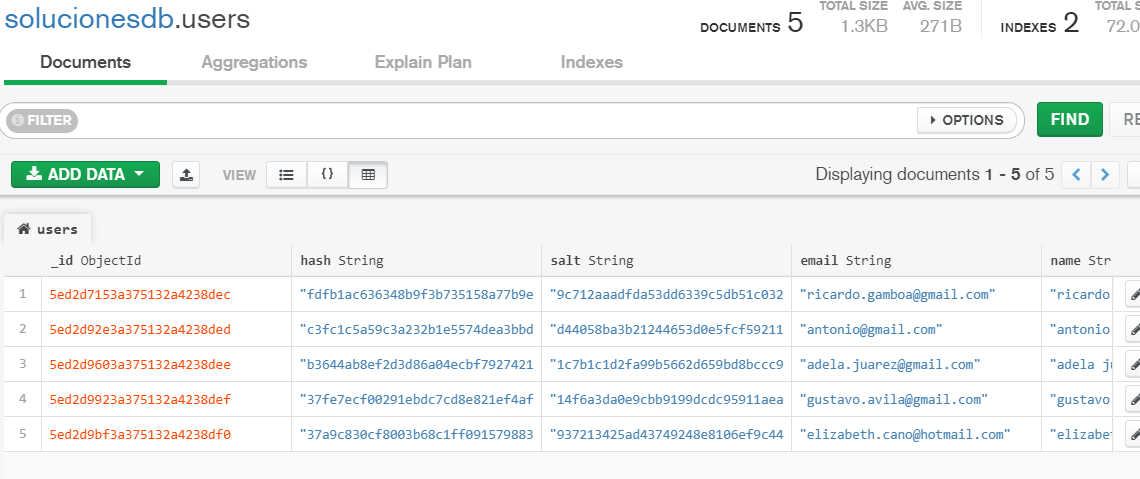 solucionesdb.users
DOCUMENTS 5 TOTAL SIZE 1.3KB AVG. SIZE 271B INDEXES 2 TOTAL S 72.0
Documents Aggregations Explain Plan Indexes
FILTER OPTIONS FIND RE
ADD DATA VIEW {} Displaying documents 1 - 5 of 5
users
_id ObjectId hash String salt String email String name Str
1 5ed2d7153a375132a4238dec "fdfb1ac636348b9f3b735158a77b9e "9c712aaadfda53dd6339c5db51c032 "ricardo.gamboa@gmail.com" "ricardo
2 5ed2d92e3a375132a4238ded "c3fc1c5a59c3a232b1e5574dea3bbd "d44058ba3b21244653d0e5fcf59211 "antonio@gmail.com" "antonio
3 5ed2d9603a375132a4238dee "b3644ab8ef2d3d86a04ecbf7927421 "1c7b1c1d2fa99b5662d659bd8bccc9 "adela.juarez@gmail.com" "adela ju
4 5ed2d9923a375132a4238def "37fe7ecf00291ebdc7cd8e821ef4af "14f6a3da0e9cbb9199dcdc95911aea "gustavo.avila@gmail.com" "gustavo
5 5ed2d9bf3a375132a4238df0 "37a9c830cf8003b68c1ff091579883 "937213425ad43749248e8106ef9c44 "elizabeth.cano@hotmail.com" "elizabe